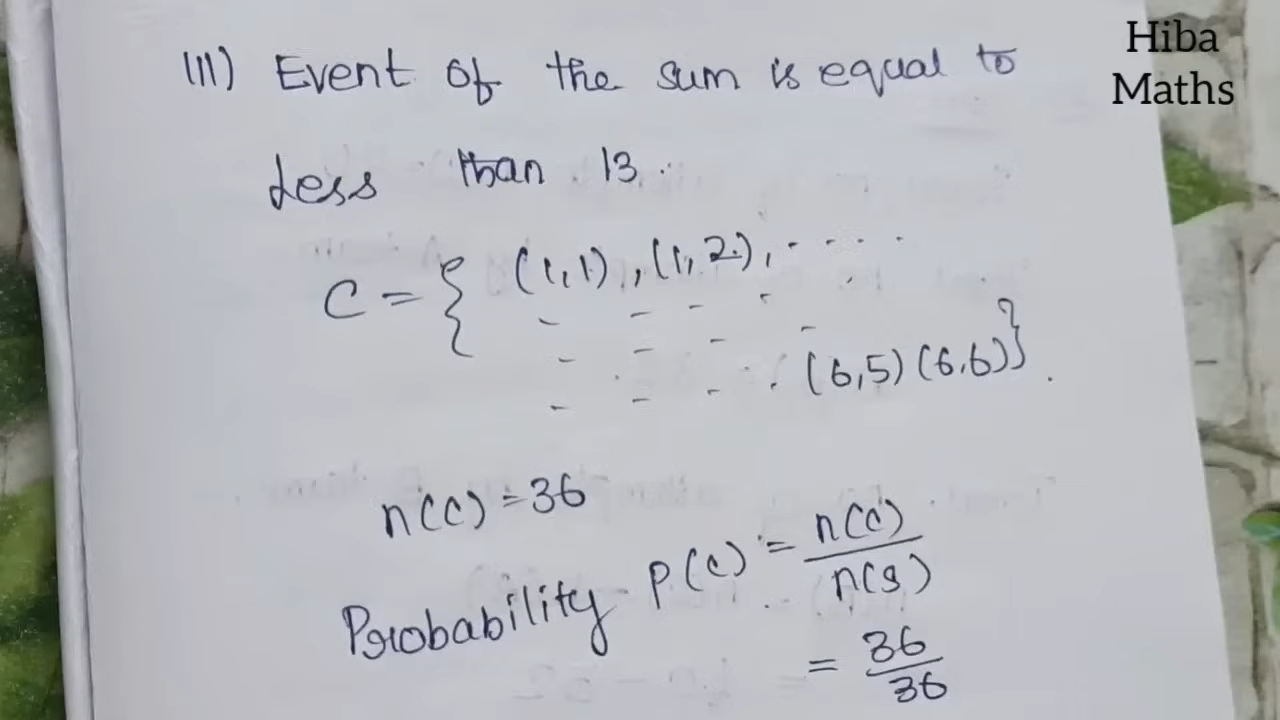 Hiba
Maths
III) Event of the sum is equal to
less than 13.
C = { (1,1), (1,2), ....
(6,5) (6,6)}.
n(C) = 36
Probability P(C) = n(C)/n(S)
= 36/36